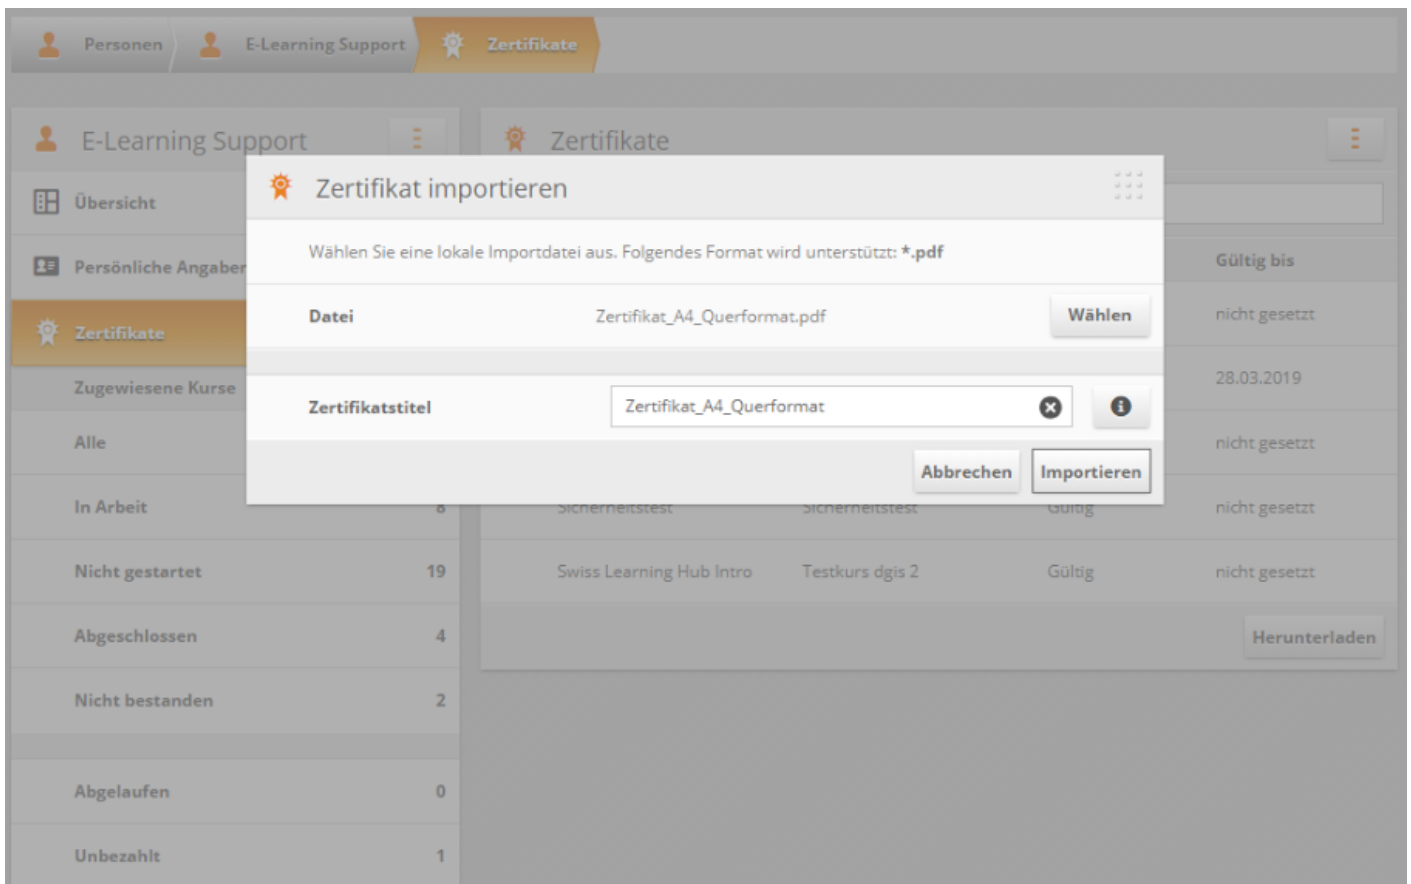 Personen
E-Learning Support
Zertifikate
E-Learning Support
Zertifikate
Zertifikat importieren
Übersicht
Wählen Sie eine lokale Importdatei aus. Folgendes Format wird unterstützt: *.pdf
Persönliche Angaben
Gültig bis
Datei
Zertifikat_A4_Querformat.pdf
Wählen
nicht gesetzt
Zertifikate
Zugewiesene Kurse
28.03.2019
Zertifikatstitel
Zertifikat_A4_Querformat
Alle
nicht gesetzt
Abbrechen
Importieren
In Arbeit
8
Sicherheitstest
Sicherheitstest
Gültig
nicht gesetzt
Nicht gestartet
19
Swiss Learning Hub Intro
Testkurs dgis 2
Gültig
nicht gesetzt
Abgeschlossen
4
Herunterladen
Nicht bestanden
2
Abgelaufen
0
Unbezahlt
1